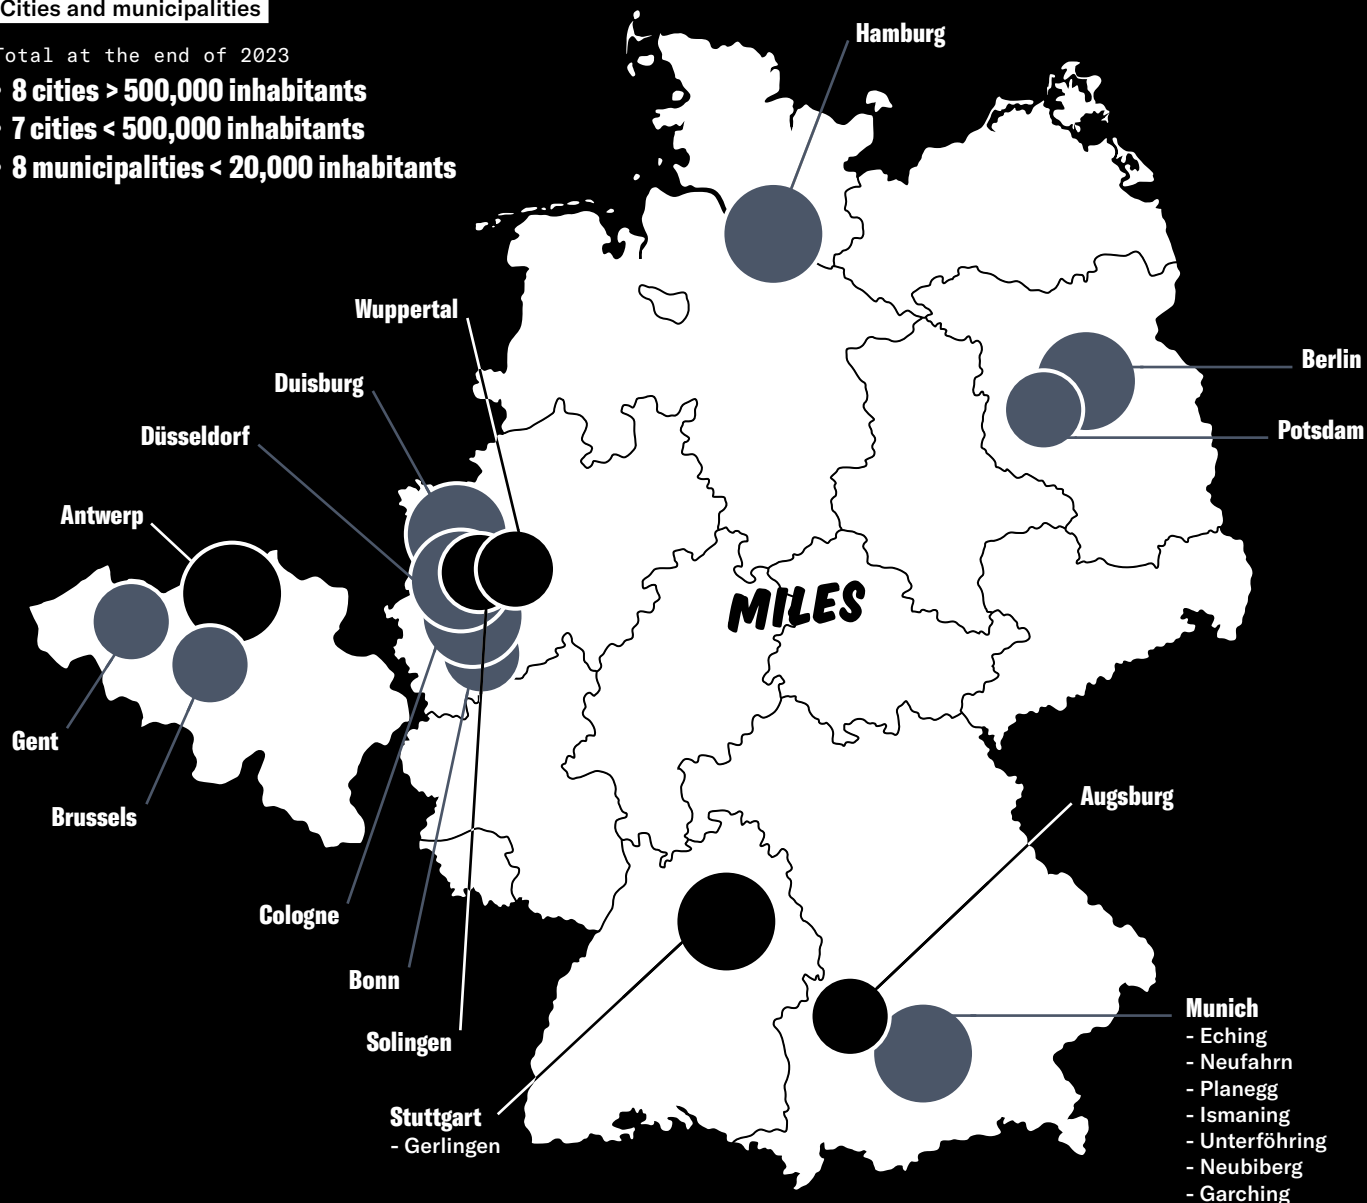 Cities and municipalities
Total at the end of 2023
8 cities > 500,000 inhabitants
7 cities < 500,000 inhabitants
8 municipalities < 20,000 inhabitants
Hamburg
Wuppertal
Duisburg
Düsseldorf
Antwerp
Berlin
Potsdam
MILES
Gent
Brussels
Cologne
Bonn
Solingen
Stuttgart
- Gerlingen
Augsburg
Munich
- Eching
- Neufahrn
- Planegg
- Ismaning
- Unterföhring
- Neubiberg
- Garching